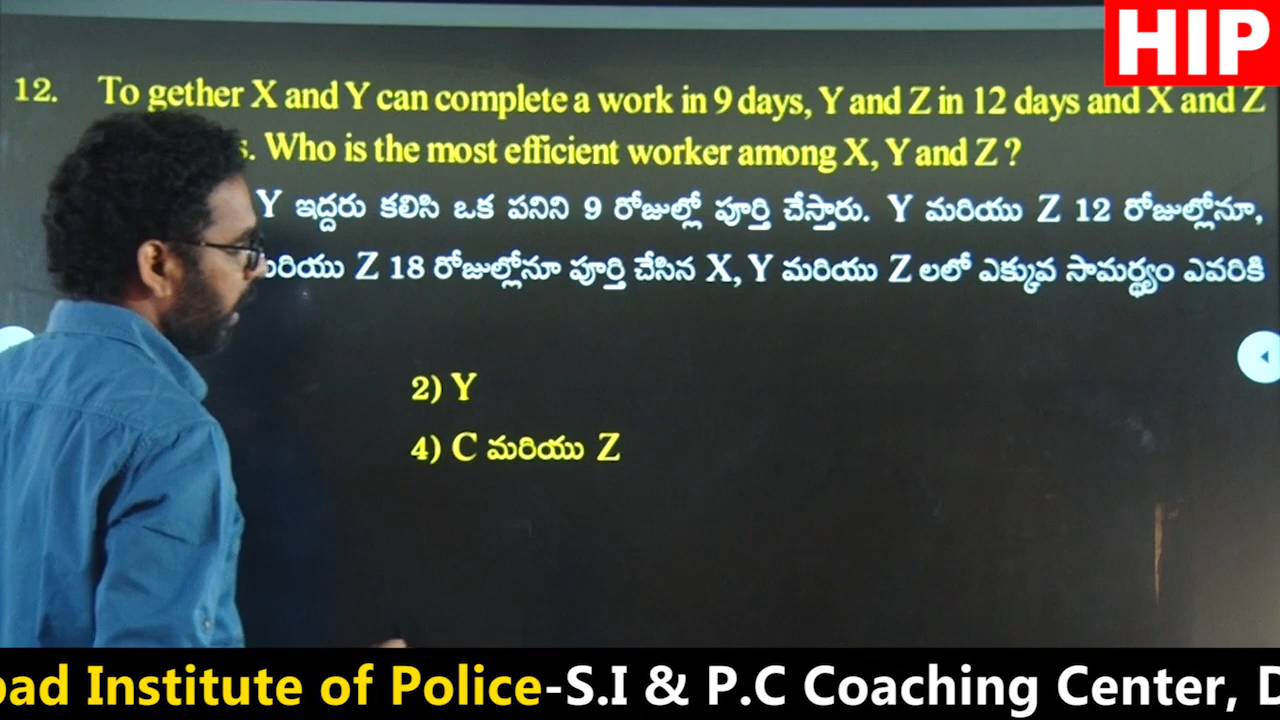 HIP
12. To gether X and Y can complete a work in 9 days, Y and Z in 12 days and X and Z
s. Who is the most efficient worker among X, Y and Z ?
Y ఇద్దరు కలిసి ఒక పనిని 9 రోజుల్లో పూర్తి చేస్తారు. Y మరియు Z 12 రోజుల్లోనూ,
రియు Z 18 రోజుల్లోనూ పూర్తి చేసిన X, Y మరియు Z లలో ఎక్కువ సామర్థ్యం ఎవరికి
2) Y
4) C మరియు Z
bad Institute of Police-S.I & P.C Coaching Center, D